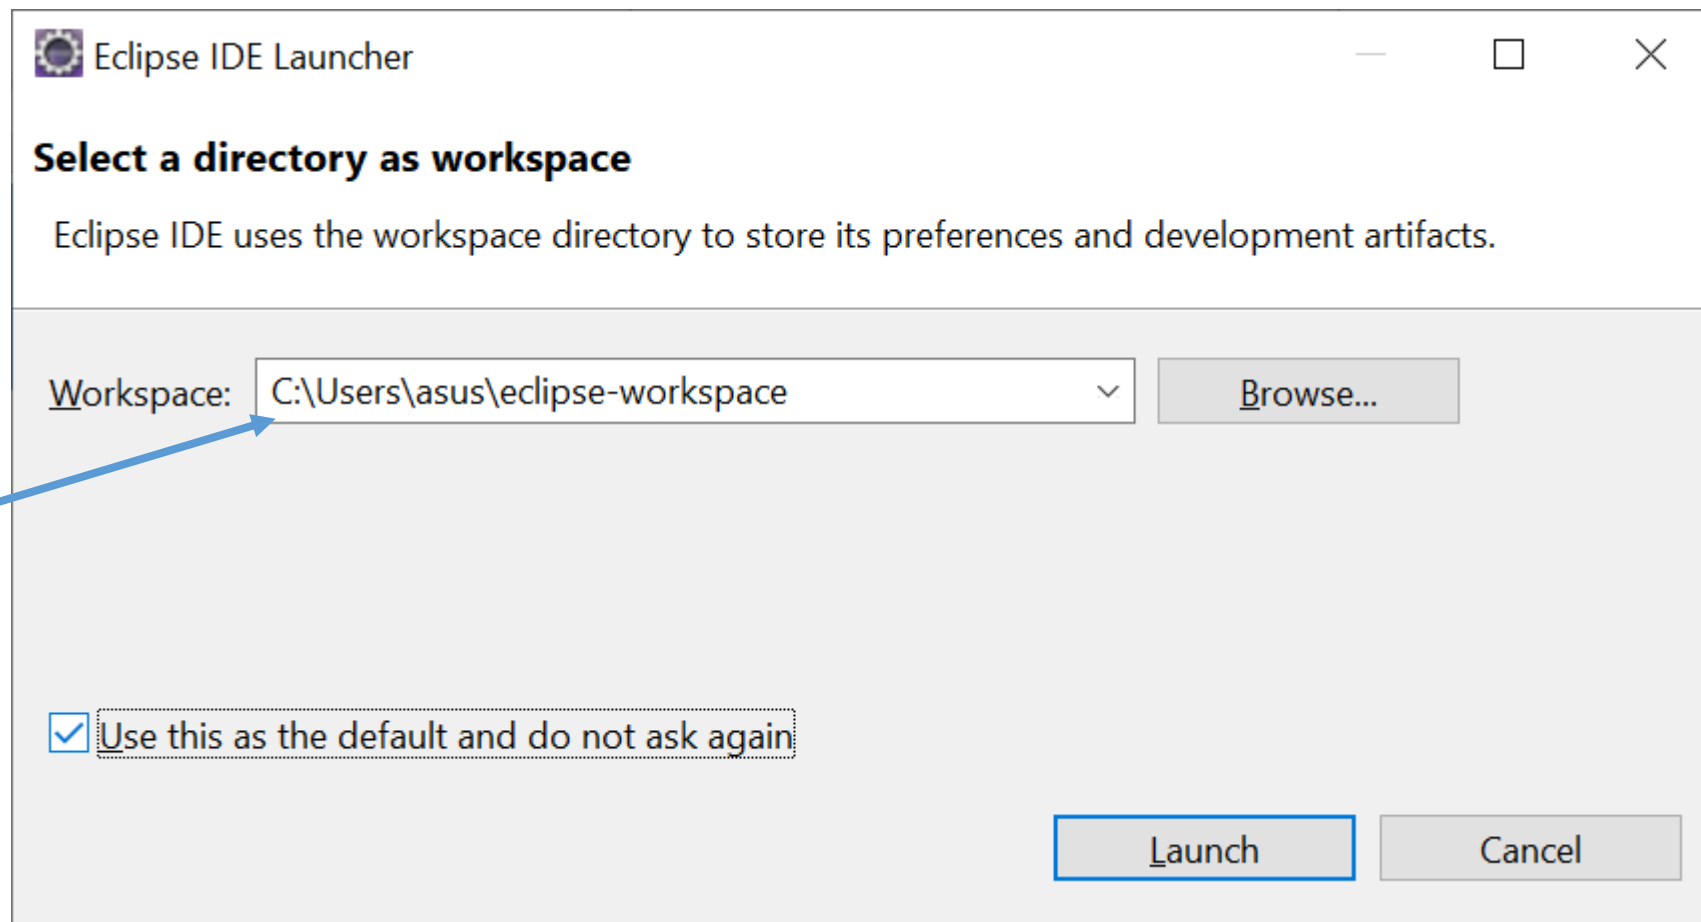 Eclipse IDE Launcher
Select a directory as workspace
Eclipse IDE uses the workspace directory to store its preferences and development artifacts.
Workspace: C:\Users\asus\eclipse-workspace Browse...
Use this as the default and do not ask again
Launch Cancel